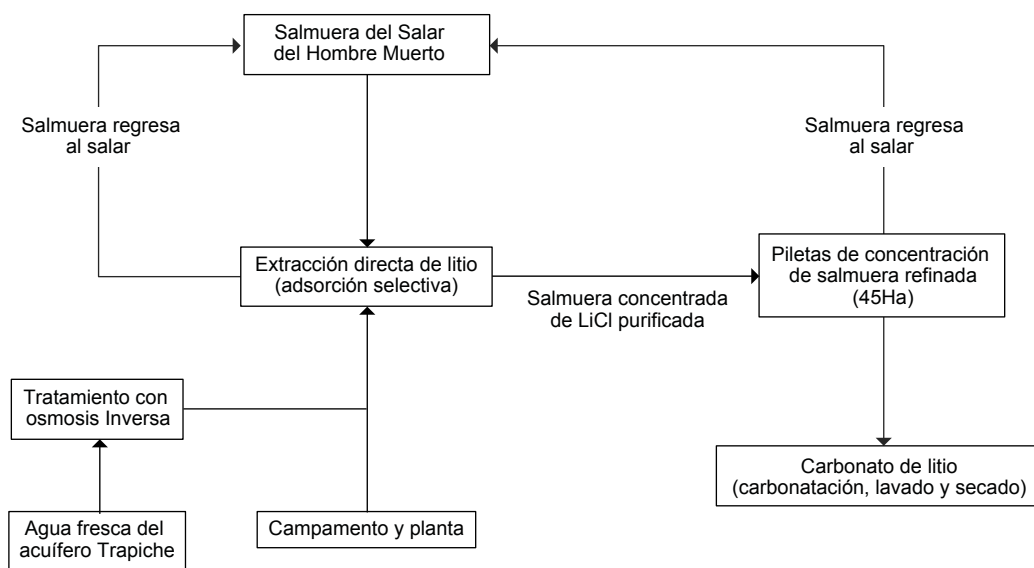 Salmuera del Salar
del Hombre Muerto
Salmuera regresa
al salar
Salmuera regresa
al salar
Extracción directa de litio
(adsorción selectiva)
Salmuera concentrada
de LiCl purificada
Piletas de concentración
de salmuera refinada
(45Ha)
Tratamiento con
osmosis Inversa
Carbonato de litio
(carbonatación, lavado y secado)
Agua fresca del
acuífero Trapiche
Campamento y planta